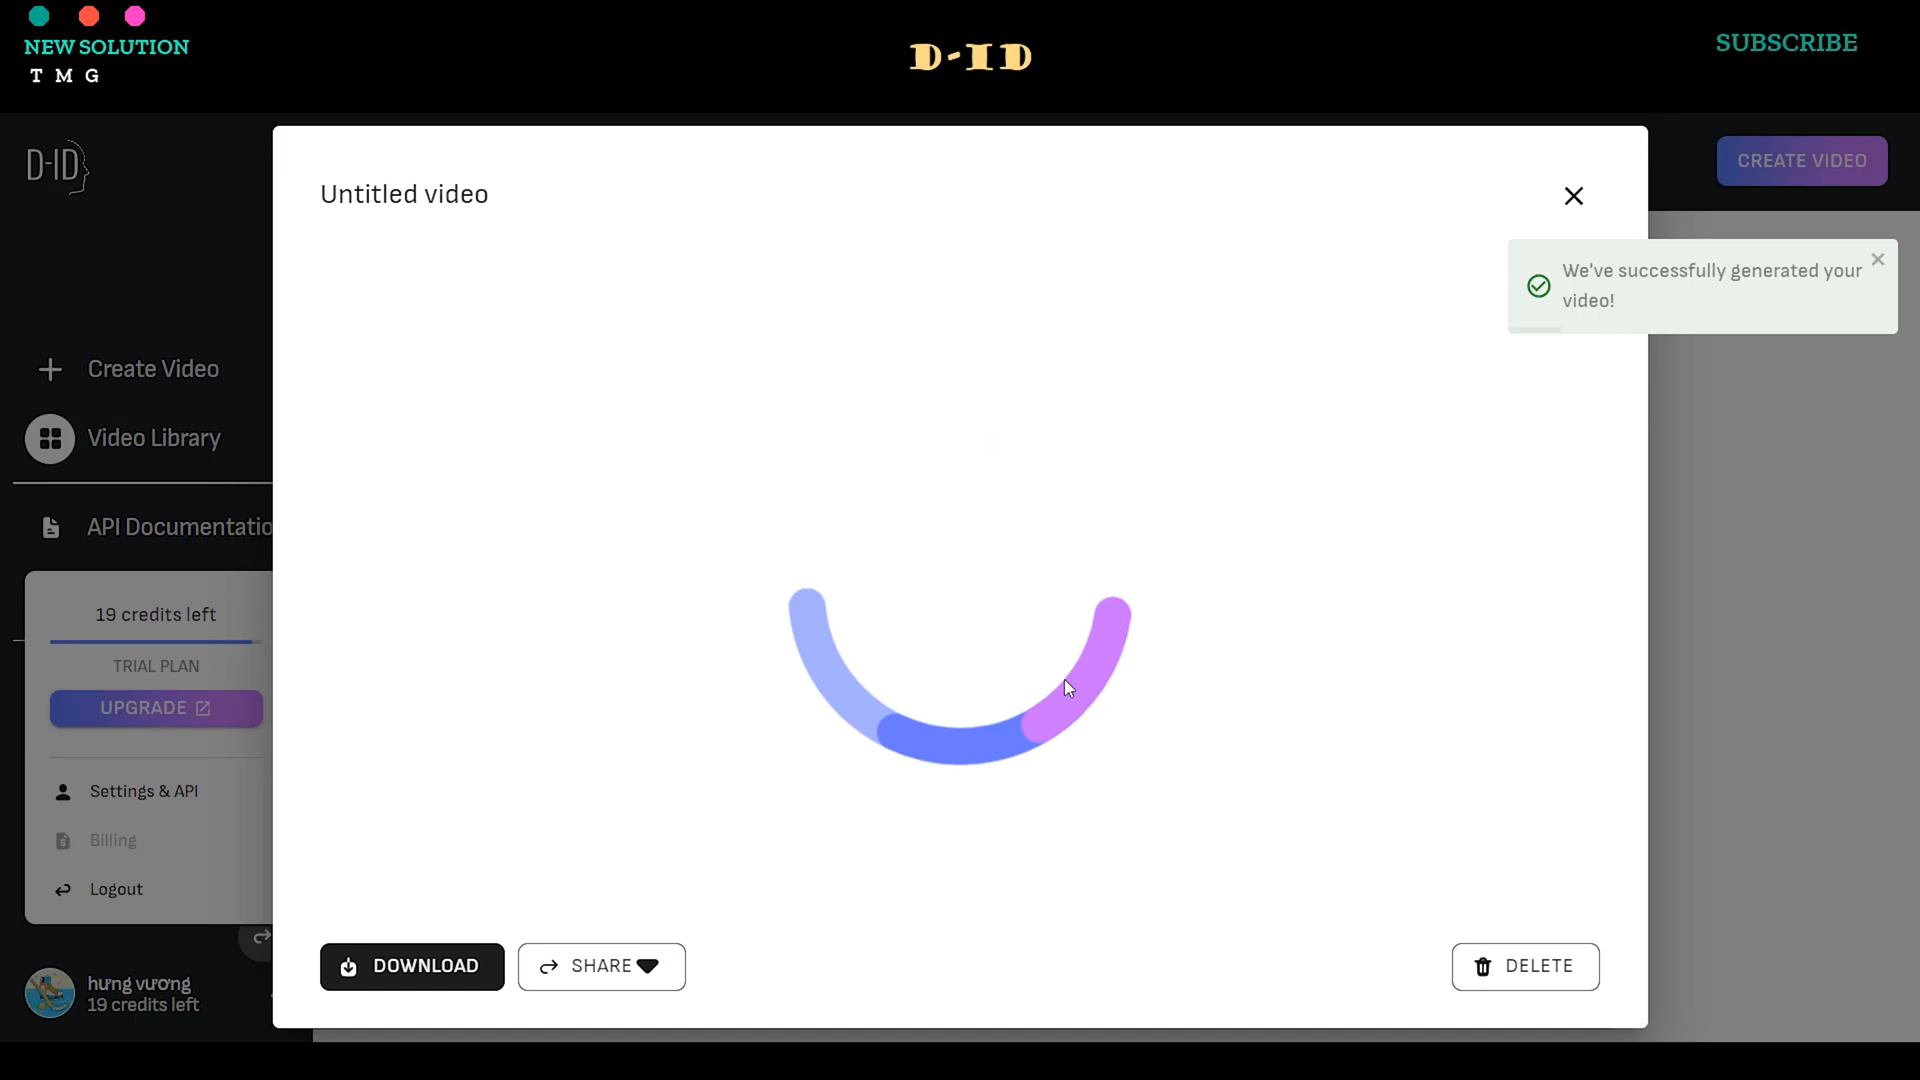 NEW SOLUTION
T M G
D-ID
SUBSCRIBE
D-ID
CREATE VIDEO
Untitled video
We've successfully generated your
video!
Create Video
Video Library
API Documentatio
19 credits left
TRIAL PLAN
UPGRADE
Settings & API
Billing
Logout
hưng vương
19 credits left
DOWNLOAD
SHARE
DELETE